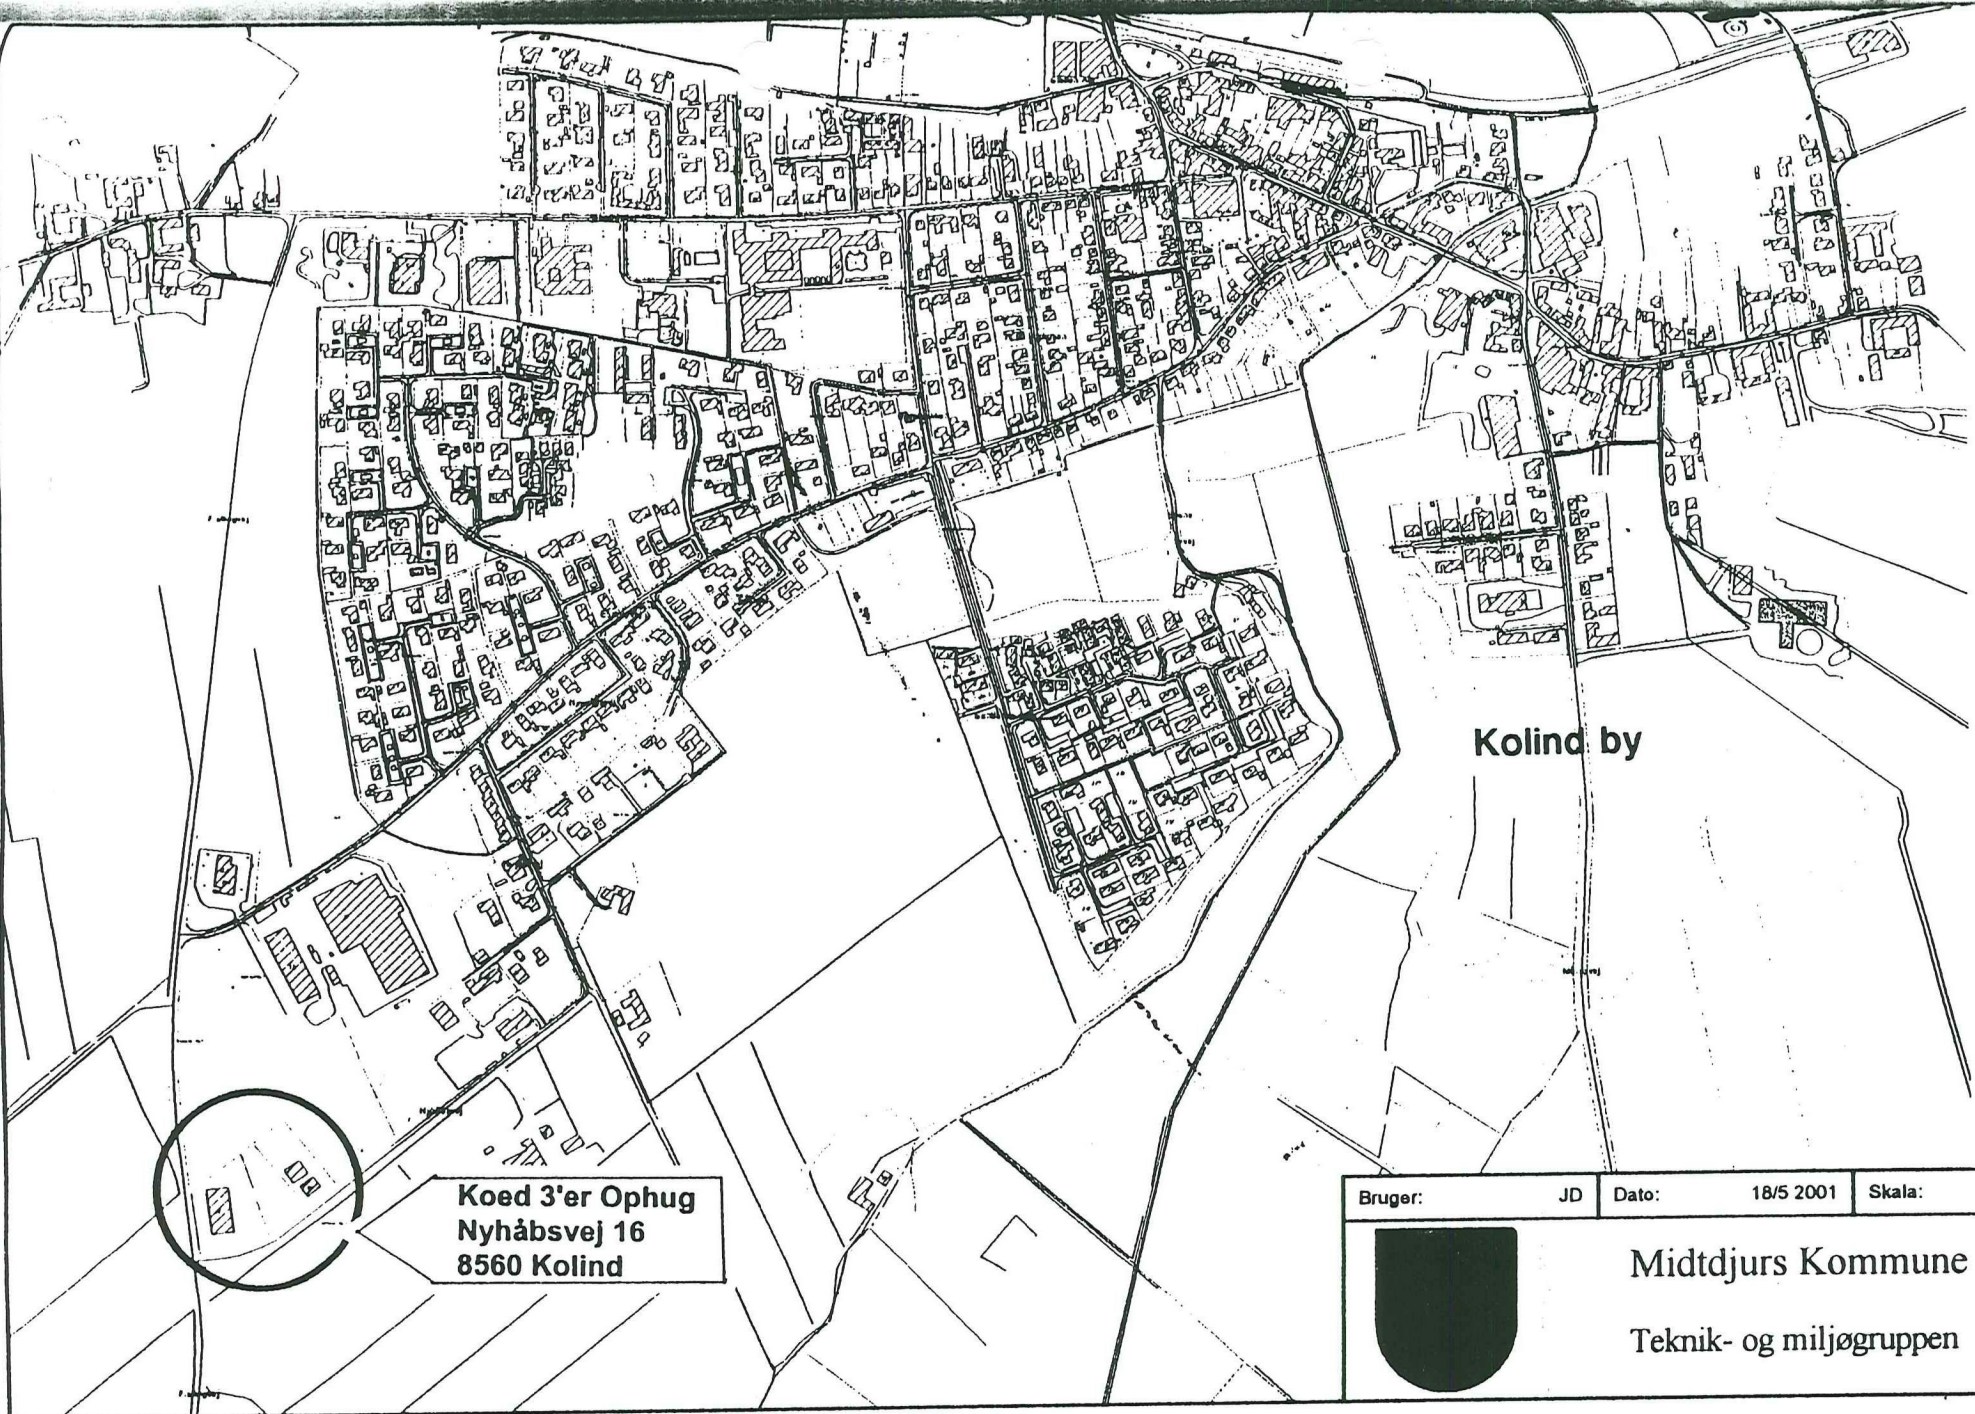 Kolind by
Koed 3'er Ophug
Nyhåbsvej 16
8560 Kolind
Bruger: JD
Dato: 18/5 2001
Skala:
Midtdjurs Kommune
Teknik- og miljøgruppen